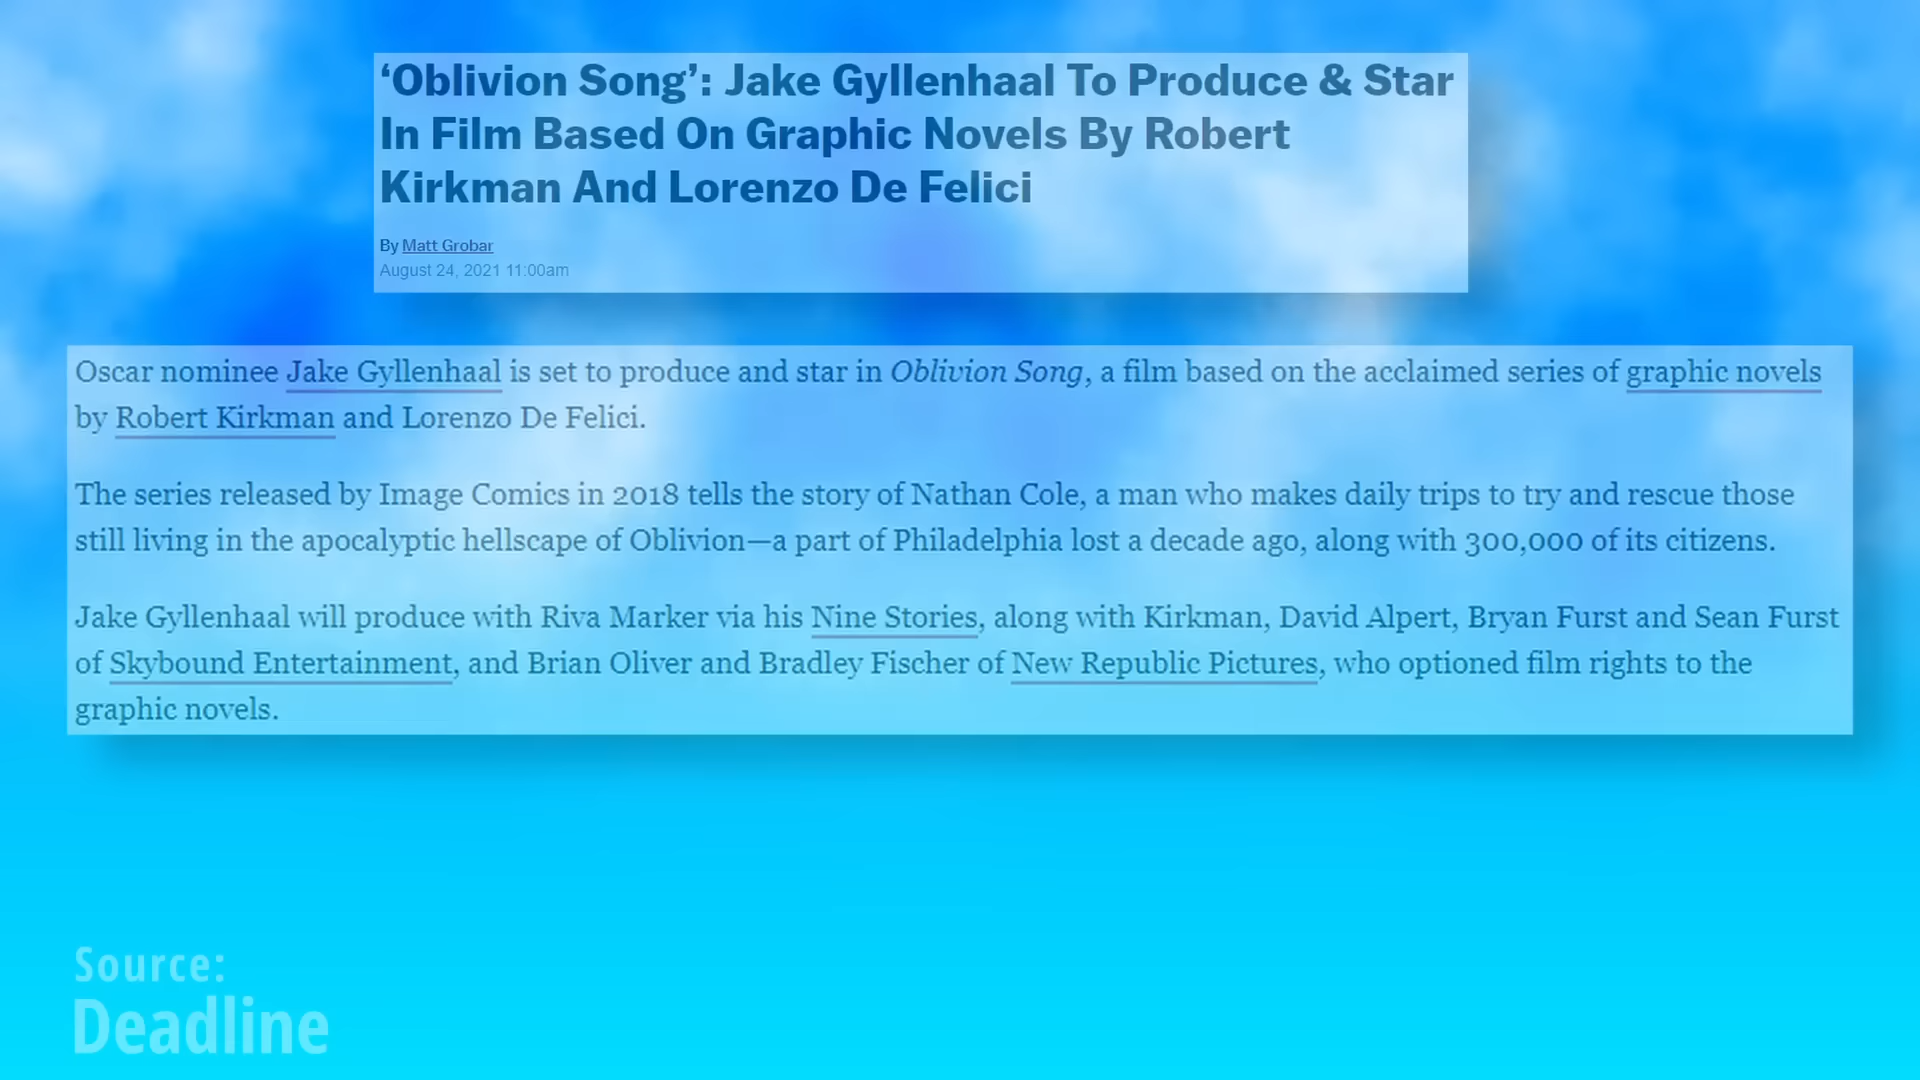 ‘Oblivion Song’: Jake Gyllenhaal To Produce & Star
In Film Based On Graphic Novels By Robert
Kirkman And Lorenzo De Felici
By Matt Grobar
August 24, 2021 11:00am
Oscar nominee Jake Gyllenhaal is set to produce and star in Oblivion Song, a film based on the acclaimed series of graphic novels
by Robert Kirkman and Lorenzo De Felici.
The series released by Image Comics in 2018 tells the story of Nathan Cole, a man who makes daily trips to try and rescue those
still living in the apocalyptic hellscape of Oblivion—a part of Philadelphia lost a decade ago, along with 300,000 of its citizens.
Jake Gyllenhaal will produce with Riva Marker via his Nine Stories, along with Kirkman, David Alpert, Bryan Furst and Sean Furst
of Skybound Entertainment, and Brian Oliver and Bradley Fischer of New Republic Pictures, who optioned film rights to the
graphic novels.
Source:
Deadline